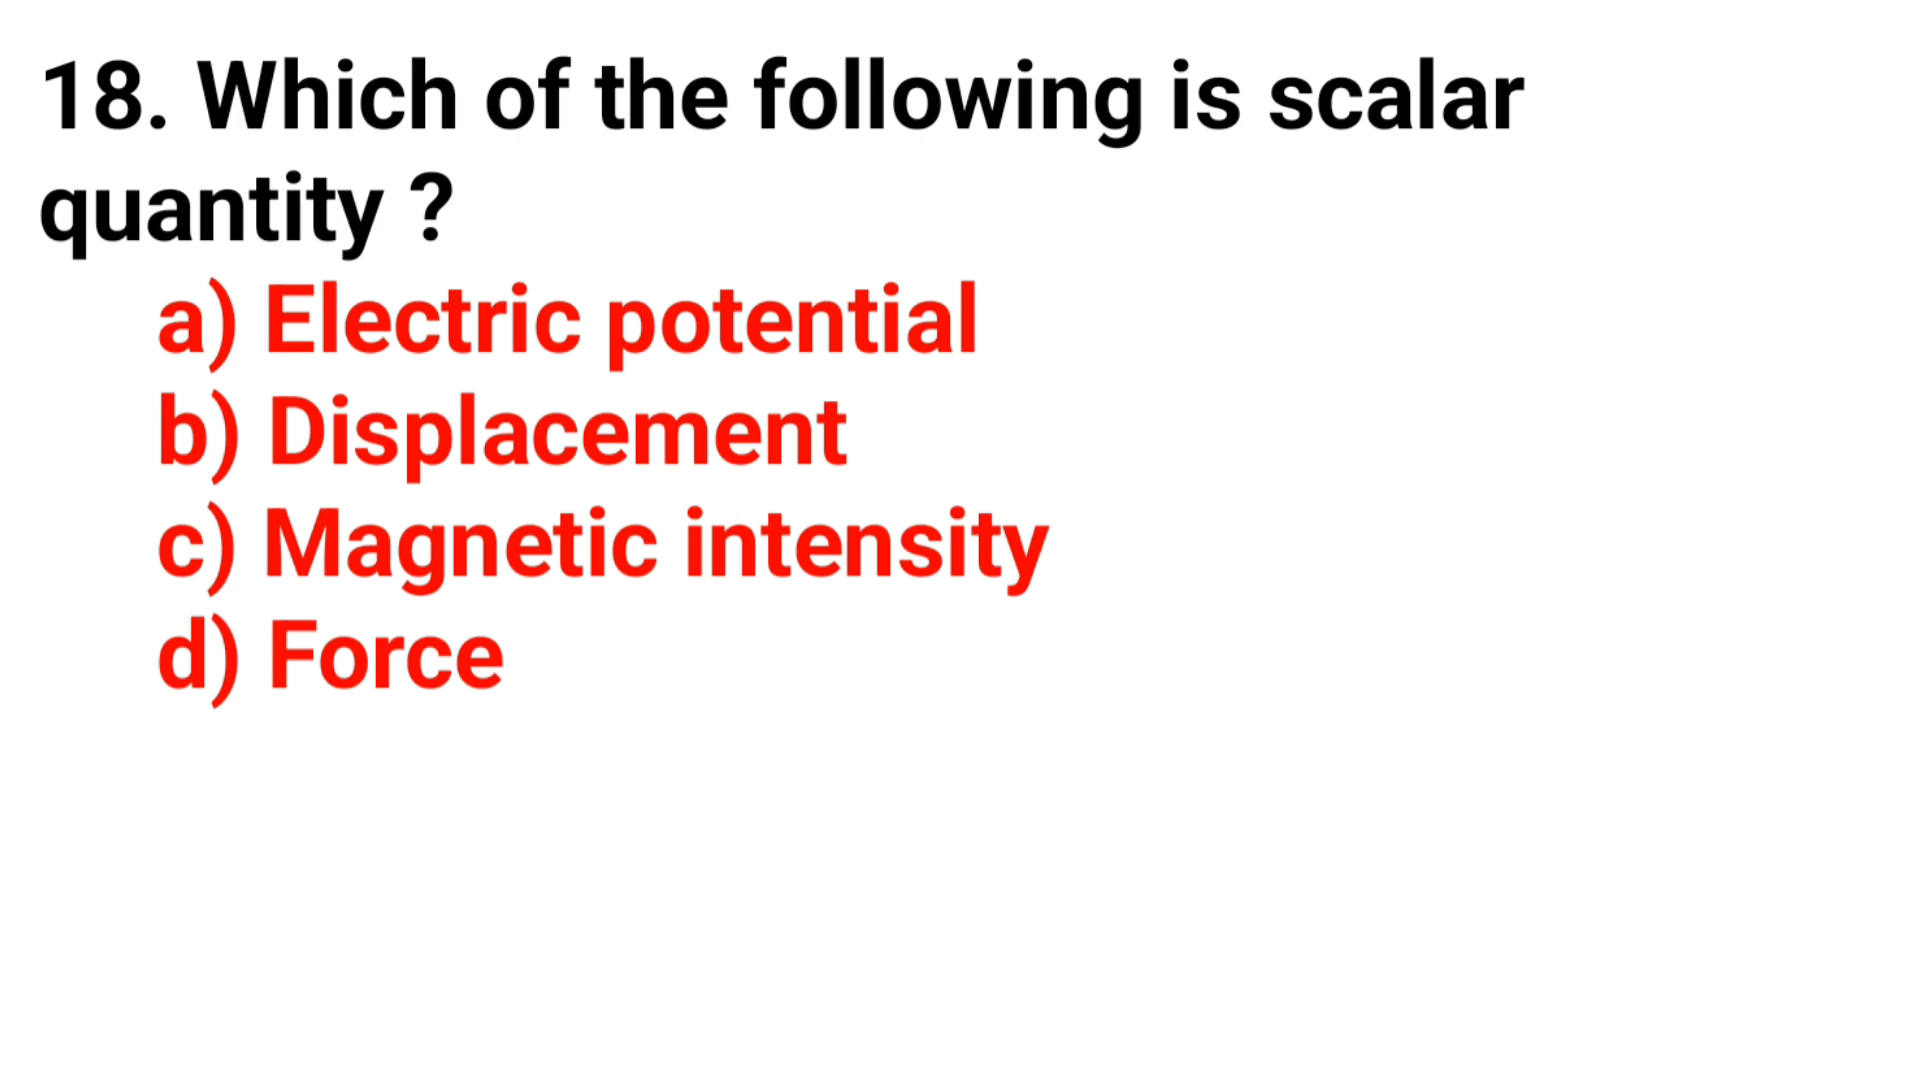 18. Which of the following is scalar
quantity ?
a) Electric potential
b) Displacement
c) Magnetic intensity
d) Force